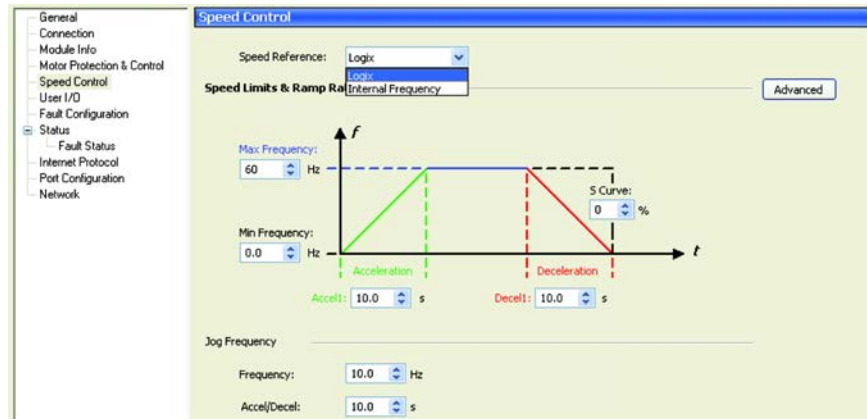 General
Connection
Module Info
Motor Protection & Control
Speed Control
User I/O
Fault Configuration
Status
Fault Status
Internet Protocol
Port Configuration
Network
Speed Control
Speed Reference: Logix
Logix
Internal Frequency
Speed Limits & Ramp Ra
Advanced
f
Max Frequency:
60 Hz
S Curve:
0 %
Min Frequency:
0.0 Hz
t
Acceleration Deceleration
Accel1: 10.0 s Decel1: 10.0 s
Jog Frequency
Frequency: 10.0 Hz
Accel/Decel: 10.0 s